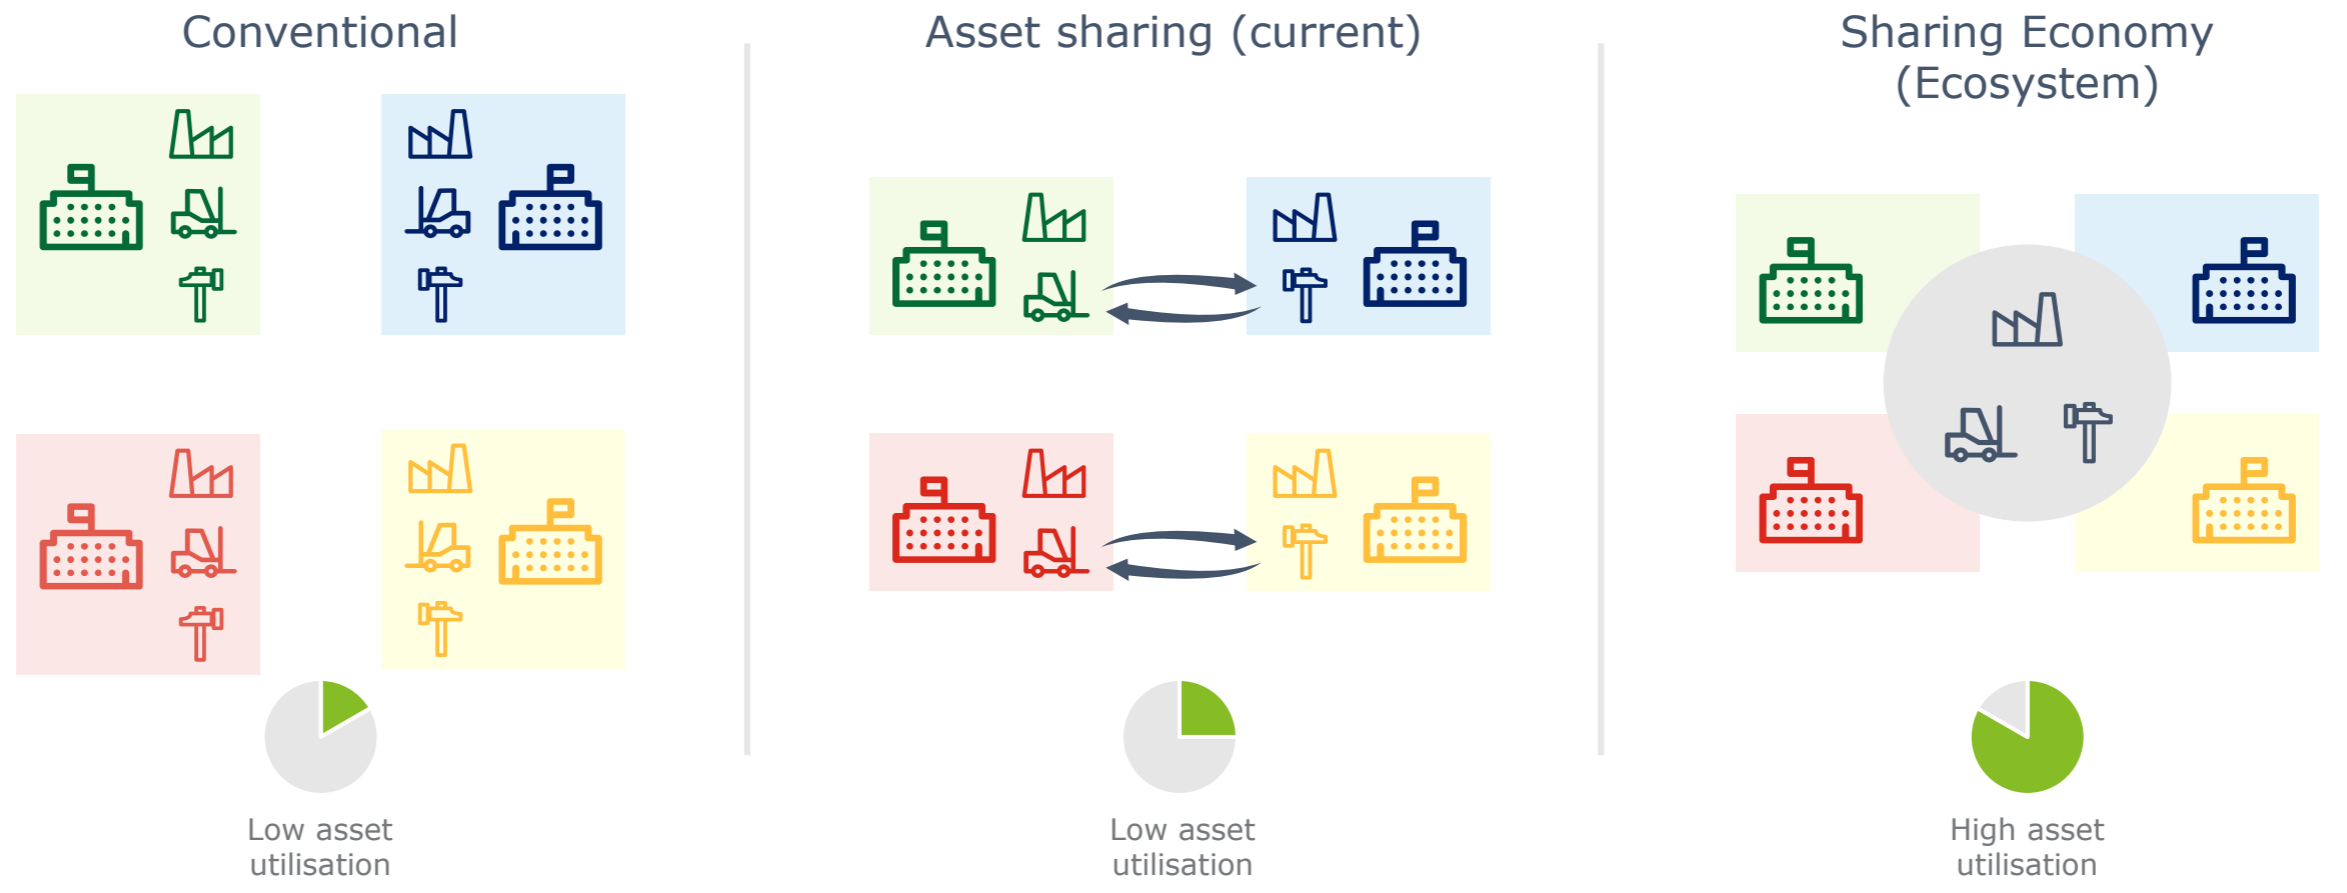 Conventional
Asset sharing (current)
Sharing Economy
(Ecosystem)
Low asset
utilisation
Low asset
utilisation
High asset
utilisation